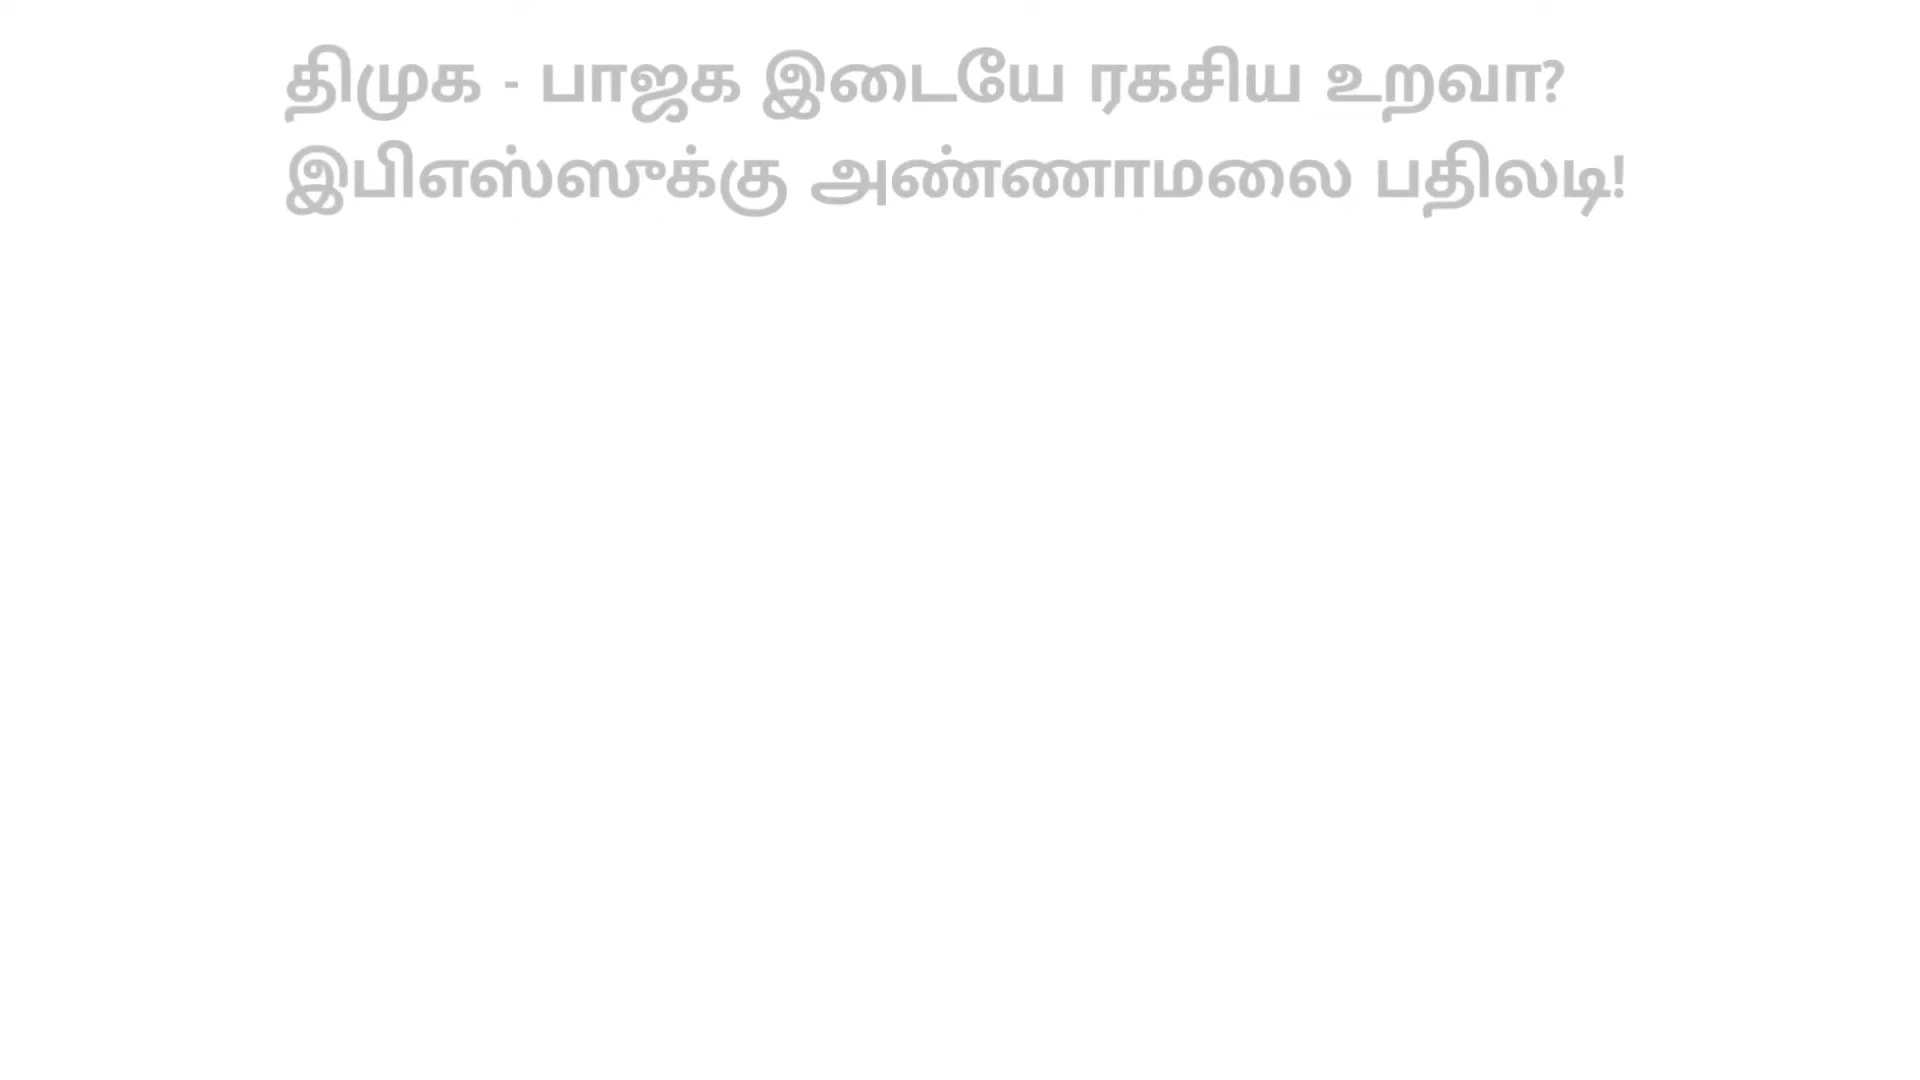 திமுக - பாஜக இடையே ரகசிய உறவா?
இபிஎஸ்ஸுக்கு அண்ணாமலை பதிலடி!